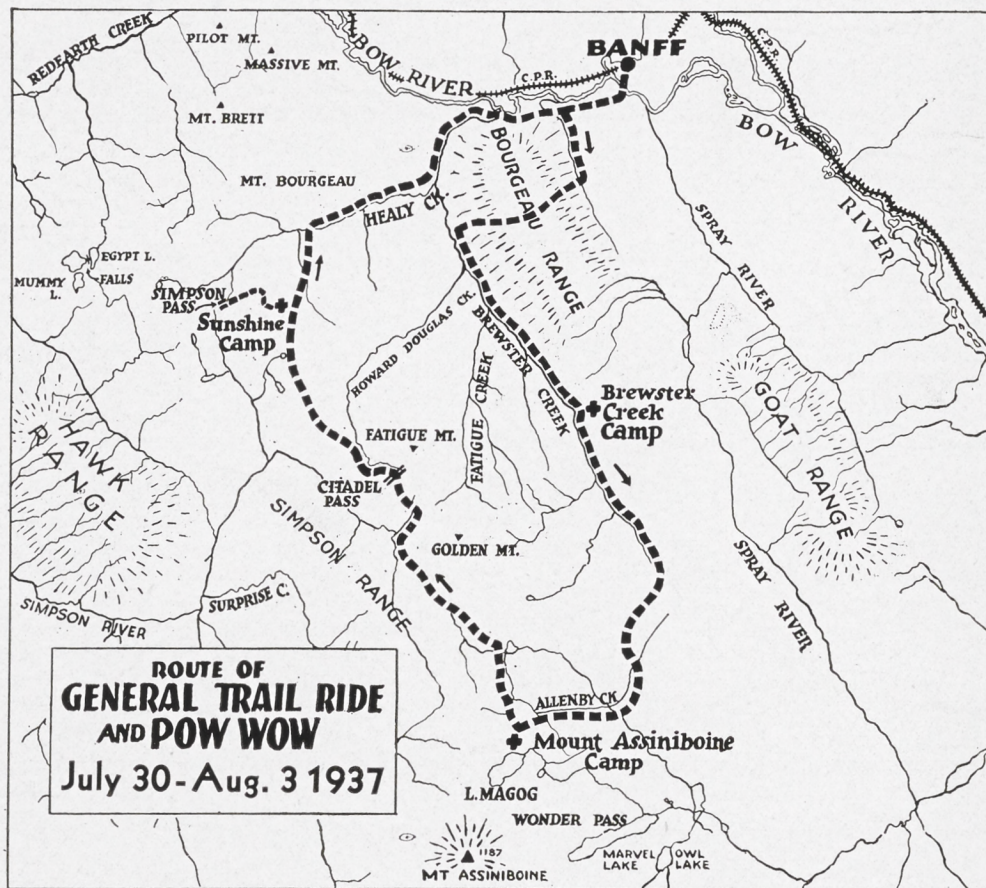 REDEARTH CREEK
PILOT MT.
MASSIVE MT.
MT. BRETT
BOW RIVER
C.P.R.
BANFF
C.P.R.
BOW RIVER
MT. BOURGEAU
HEALY CK.
BOURGEAU RANGE
SPRAY RIVER
EGYPT L.
MUMMY L.
FALLS
SIMPSON
PASS
Sunshine
Camp
HOWARD DOUGLAS CK.
BREWSTER CREEK
FATIGUE CREEK
Brewster
Creek
Camp
GOAT RANGE
HAWK RANGE
FATIGUE MT.
CITADEL
PASS
SIMPSON RANGE
GOLDEN MT.
SPRAY RIVER
SURPRISE C.
SIMPSON RIVER
ROUTE OF
GENERAL TRAIL RIDE
AND POW WOW
July 30-Aug. 3 1937
ALLENBY CK.
Mount Assiniboine
Camp
L. MAGOG
WONDER PASS
MARVEL
LAKE
OWL
LAKE
1187
MT ASSINIBOINE